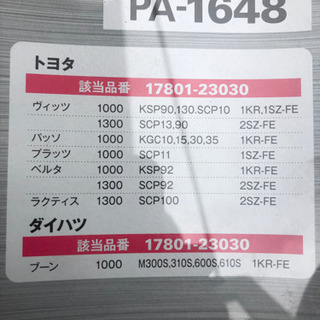 PA-1648
トヨタ
該当品番 17801-23030
ヴィッツ 1000 KSP90,130.SCP10 1KR,1SZ-FE
1300 SCP13,90 2SZ-FE
パッソ 1000 KGC10,15,30,35 1KR-FE
プラッツ 1000 SCP11 1SZ-FE
ベルタ 1000 KSP92 1KR-FE
1300 SCP92 2SZ-FE
ラクティス 1300 SCP100 2SZ-FE
ダイハツ
該当品番 17801-23030
ブーン 1000 M300S,310S,600S,610S 1KR-FE